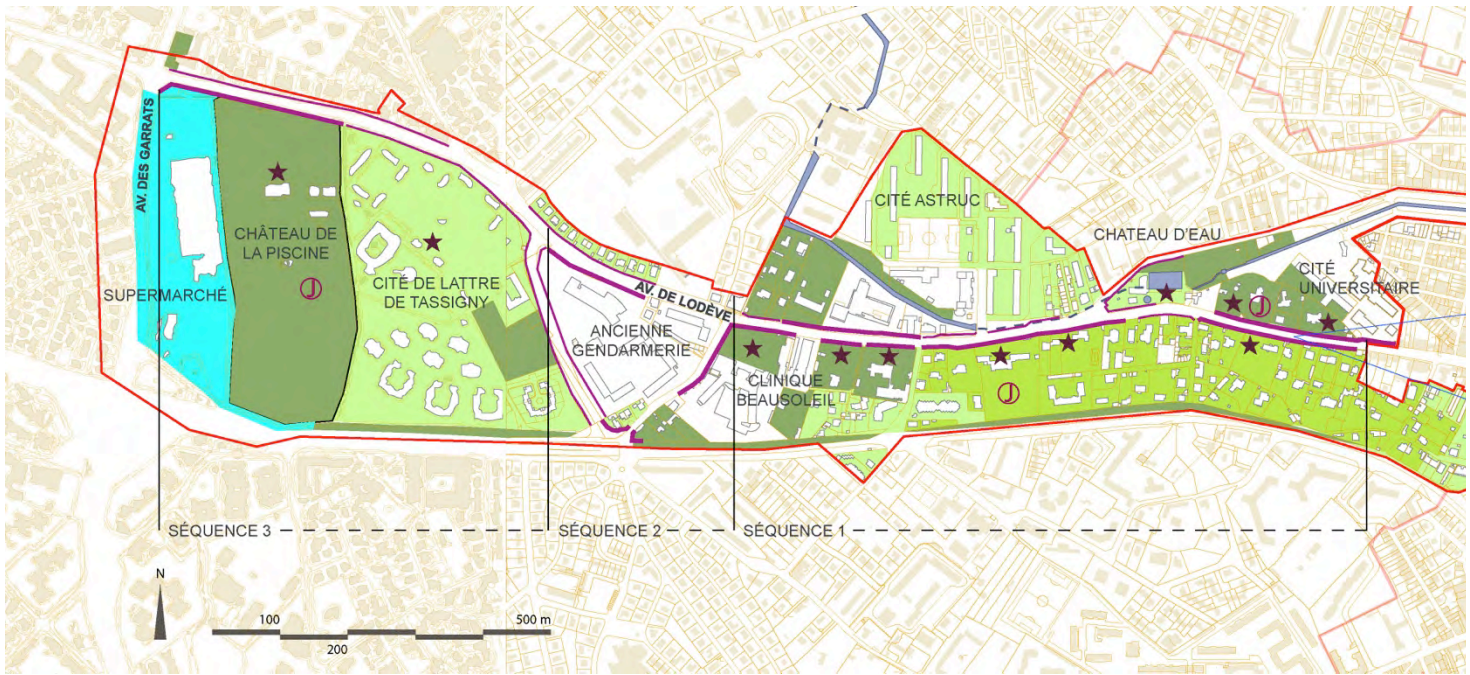 AV. DES GARRATS
SUPERMARCHÉ
CHÂTEAU DE
LA PISCINE
J
CITÉ DE LATTRE
DE TASSIGNY
ANCIENNE
GENDARMERIE
AV. DE LODÈVE
CLINIQUE
BEAUSOLEIL
CITÉ ASTRUC
J
CHATEAU D'EAU
J
CITÉ
UNIVERSITAIRE
SÉQUENCE 3
SÉQUENCE 2
SÉQUENCE 1
N
100
500 m
200